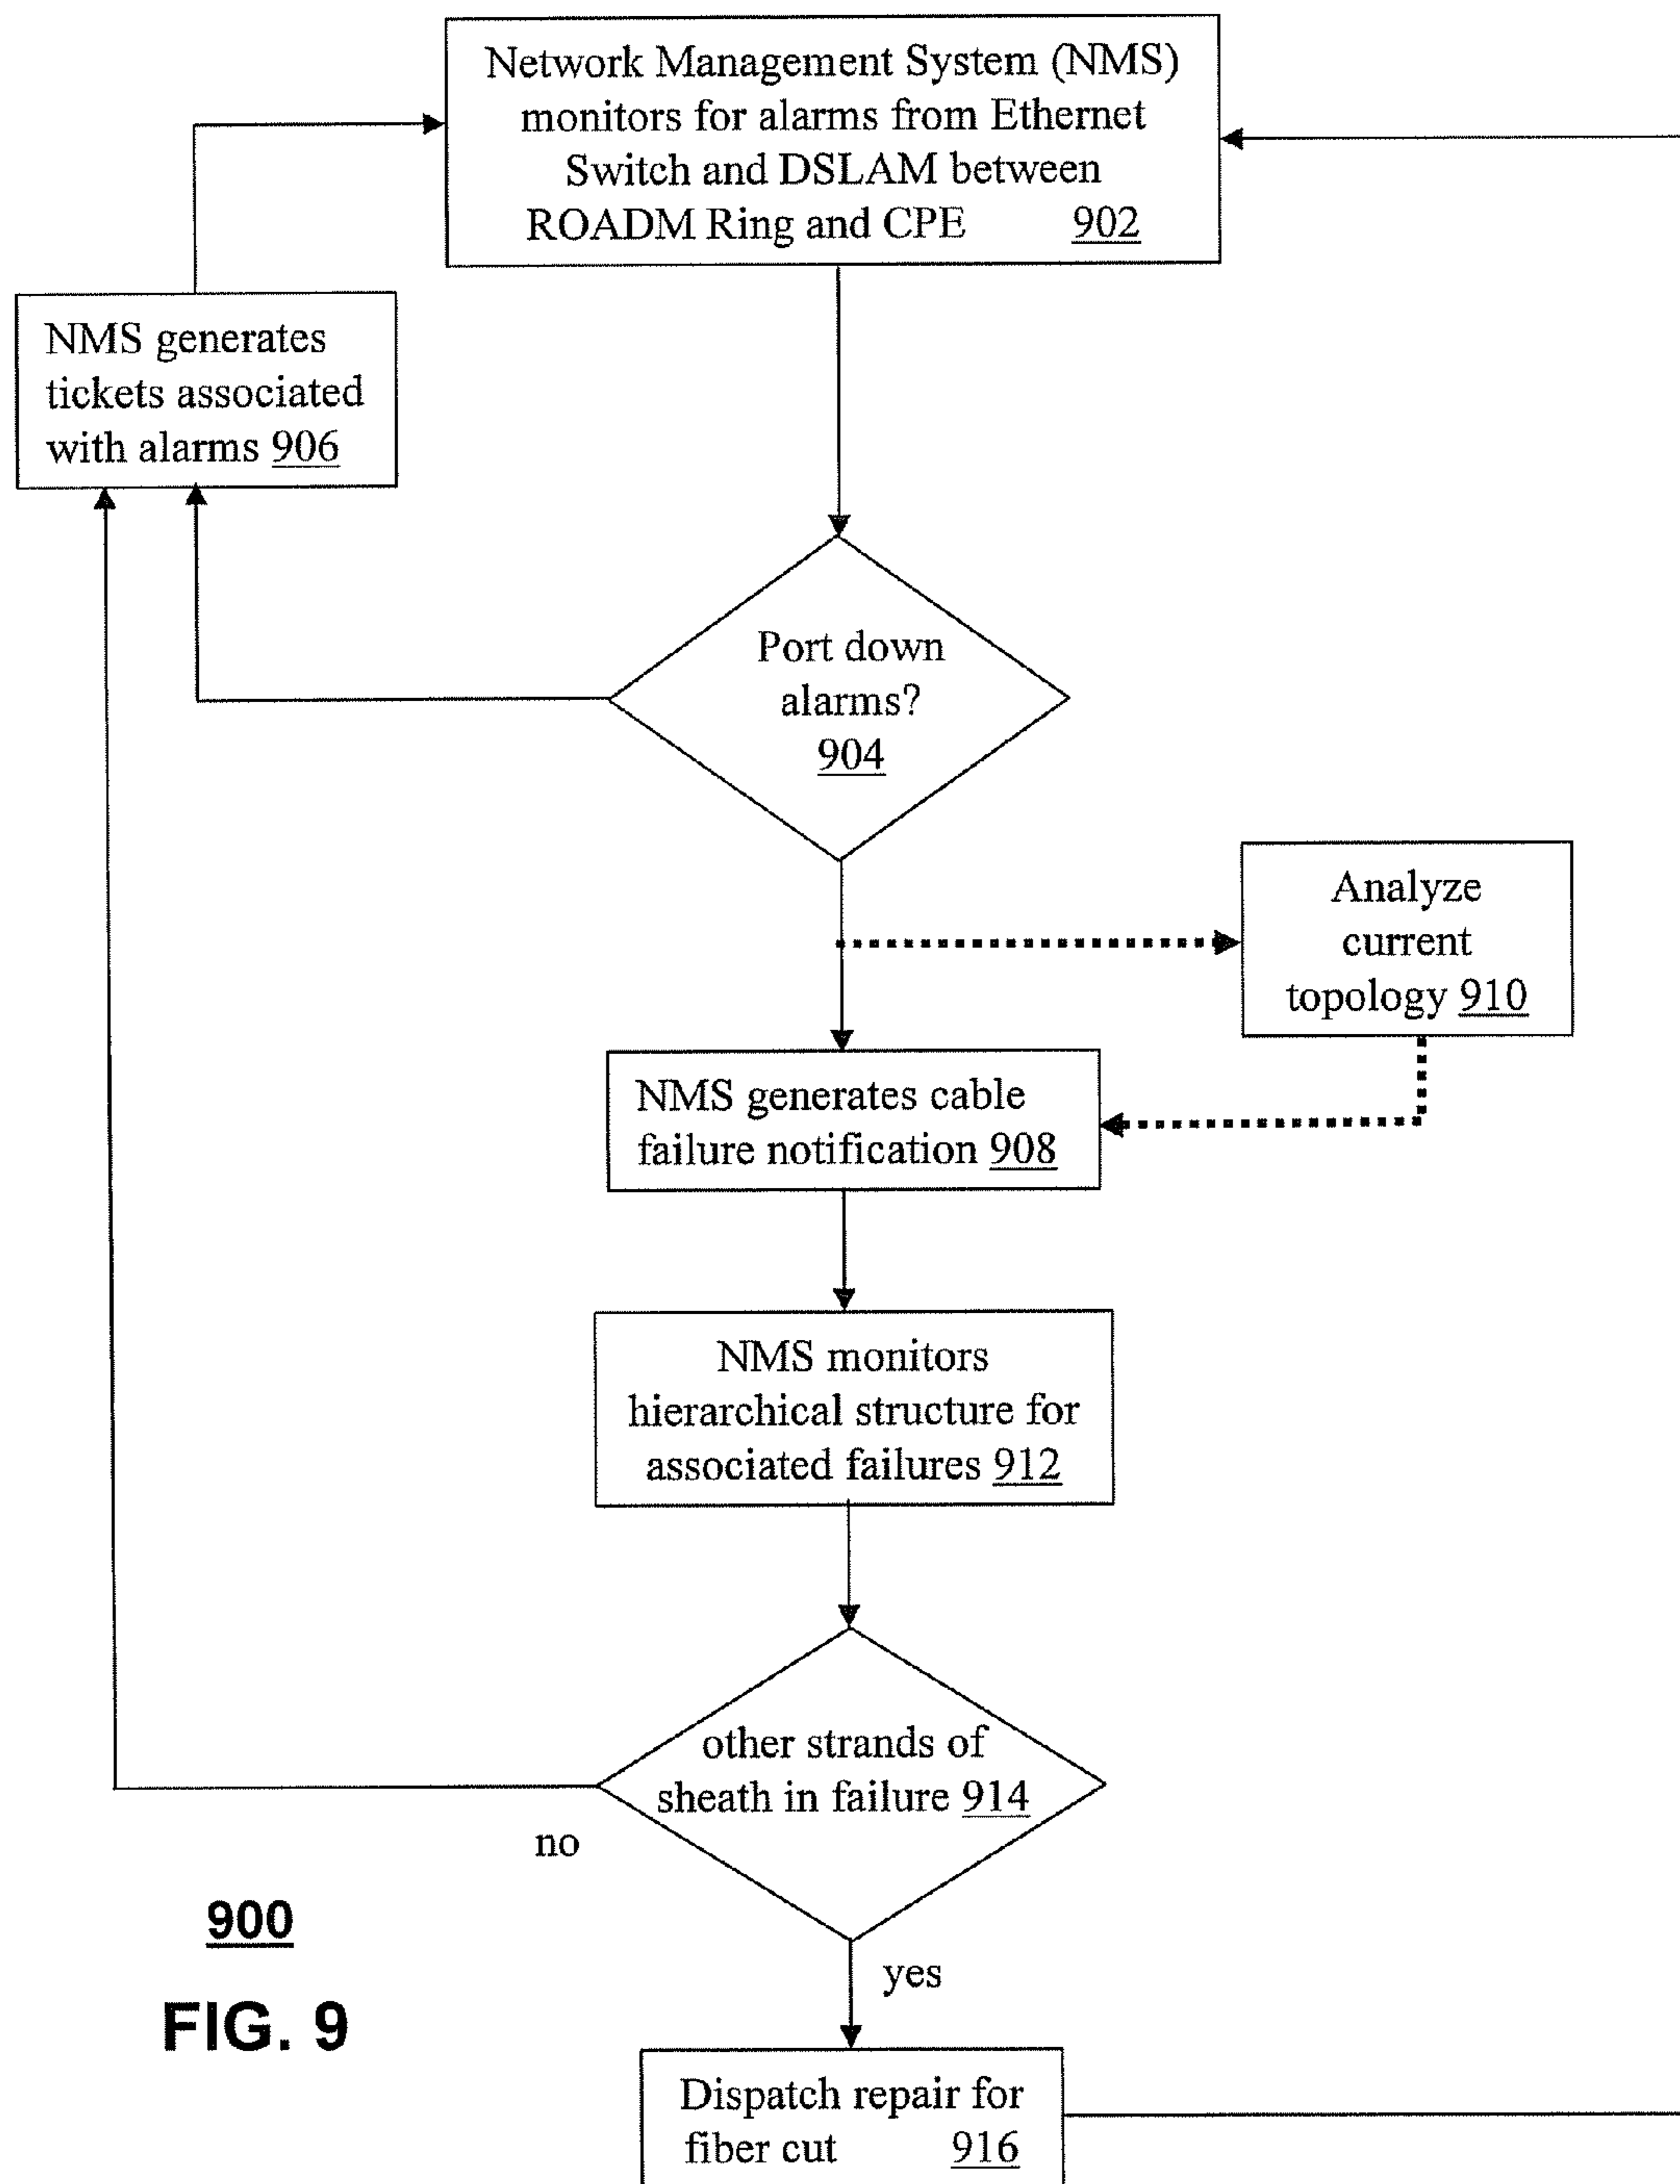 Network Management System (NMS)
monitors for alarms from Ethernet
Switch and DSLAM between
ROADM Ring and CPE 902
NMS generates
tickets associated
with alarms 906
Port down
alarms?
904
Analyze
current
topology 910
NMS generates cable
failure notification 908
NMS monitors
hierarchical structure for
associated failures 912
other strands of
sheath in failure 914
no
yes
900
FIG. 9
Dispatch repair for
fiber cut 916